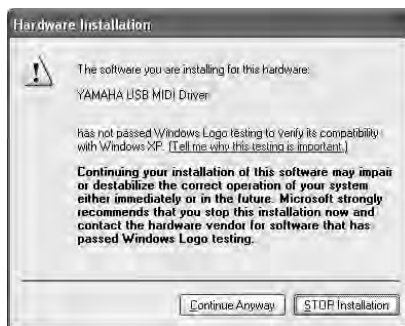 Hardware Installation
The software you are installing for this hardware:
YAMAHA USB MIDI Driver
has not passed Windows Logo testing to verify its compatibility
with Windows XP. (Tell me why this testing is important.)
Continuing your installation of this software may impair
or destabilize the correct operation of your system
either immediately or in the future. Microsoft strongly
recommends that you stop this installation now and
contact the hardware vendor for software that has
passed Windows Logo testing.
Continue Anyway
STOP Installation